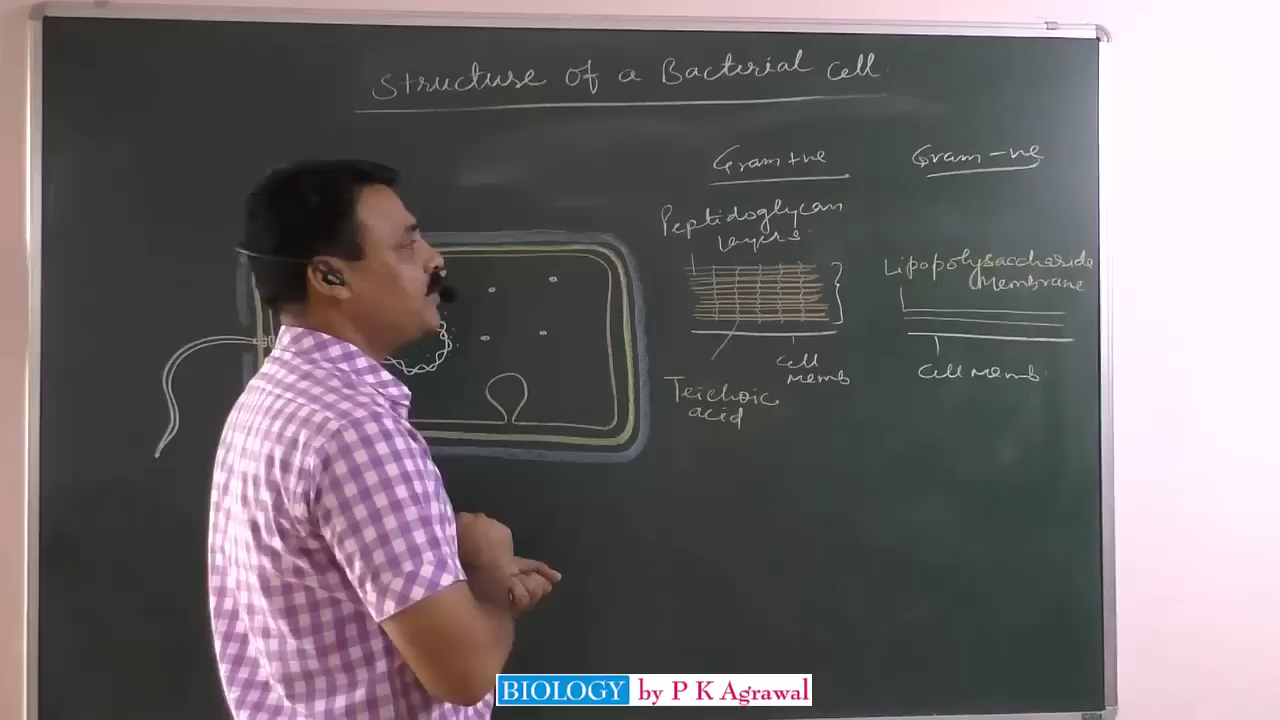 Structure of a Bacterial cell
Gram +ve
Gram -ve
Peptidoglycan
layers
Lipopolysaccharide
Membrane
Cell
Memb
Cell Memb.
Teichoic
acid
BIOLOGY by P K Agrawal